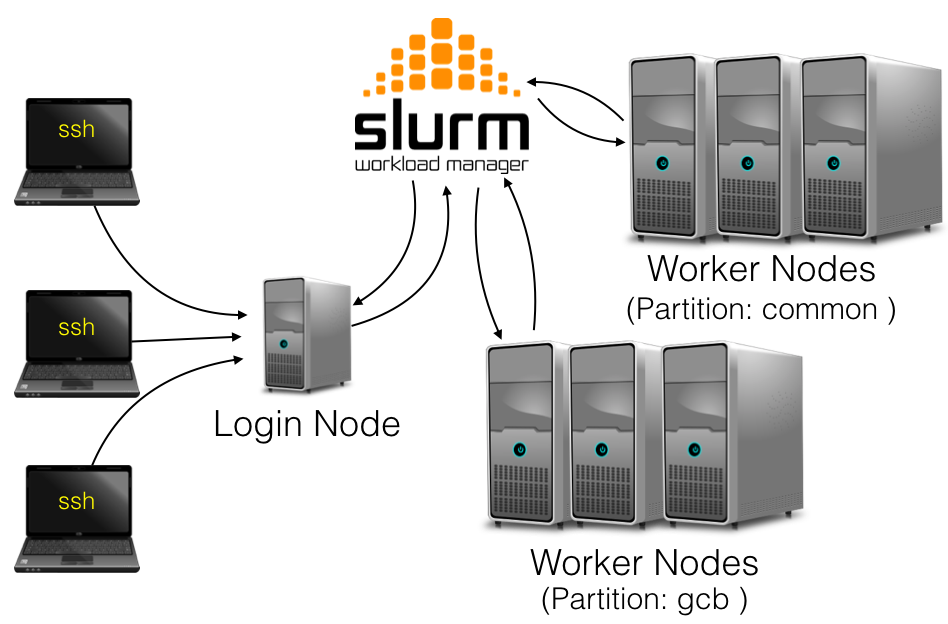 ssh
slurm
workload manager
ssh
Login Node
ssh
Worker Nodes
(Partition: common )
Worker Nodes
(Partition: gcb )